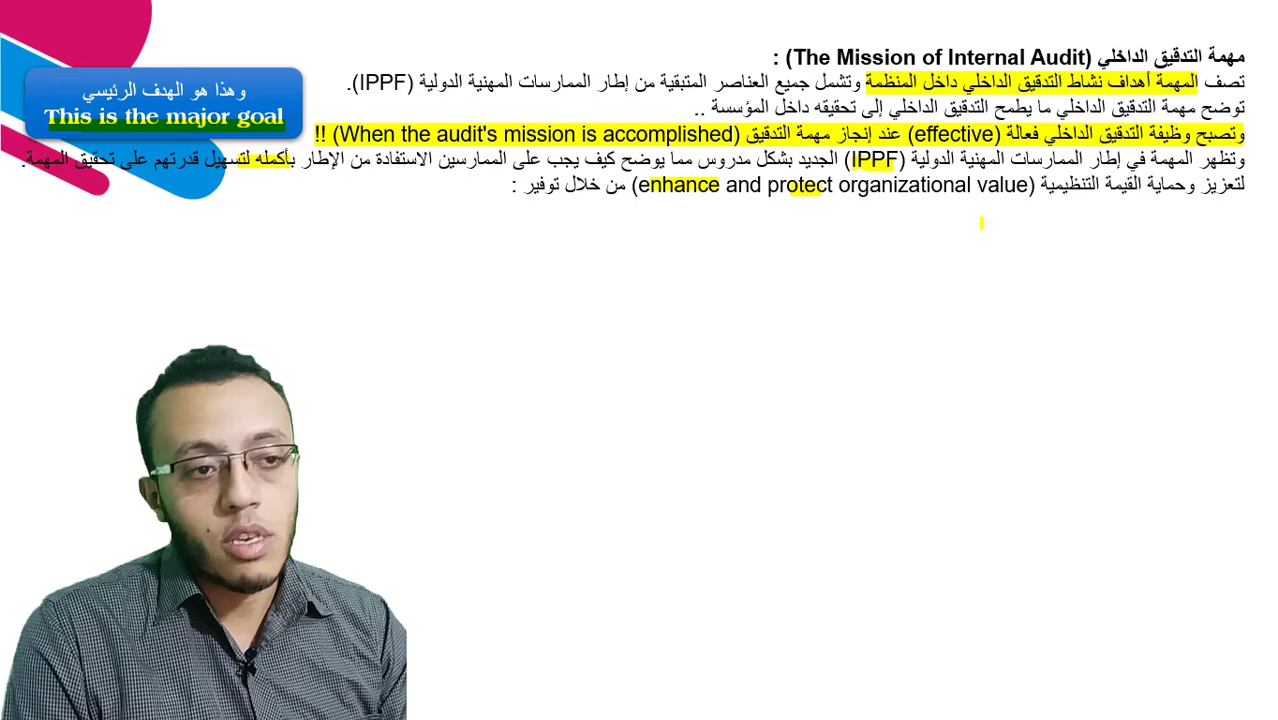 مهمة التدقيق الداخلي (The Mission of Internal Audit) :
تصف المهمة أهداف نشاط التدقيق الداخلي داخل المنظمة وتشمل جميع العناصر المتبقية من إطار الممارسات المهنية الدولية (IPPF).
توضح مهمة التدقيق الداخلي ما يطمح التدقيق الداخلي إلى تحقيقه داخل المؤسسة ..
وتصبح وظيفة التدقيق الداخلي فعالة (effective) عند إنجاز مهمة التدقيق (When the audit's mission is accomplished) !!
وتظهر المهمة في إطار الممارسات المهنية الدولية (IPPF) الجديد بشكل مدروس مما يوضح كيف يجب على الممارسين الاستفادة من الإطار بأكمله لتسهيل قدرتهم على تحقيق المهمة .
لتعزيز وحماية القيمة التنظيمية (enhance and protect organizational value) من خلال توفير :
وهذا هو الهدف الرئيسي
This is the major goal